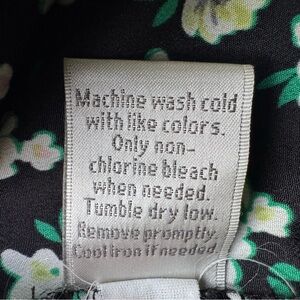 Machine wash cold
with like colors.
Only non-
chlorine bleach
when needed.
Tumble dry low.
Remove promptly.
Cool iron if needed.